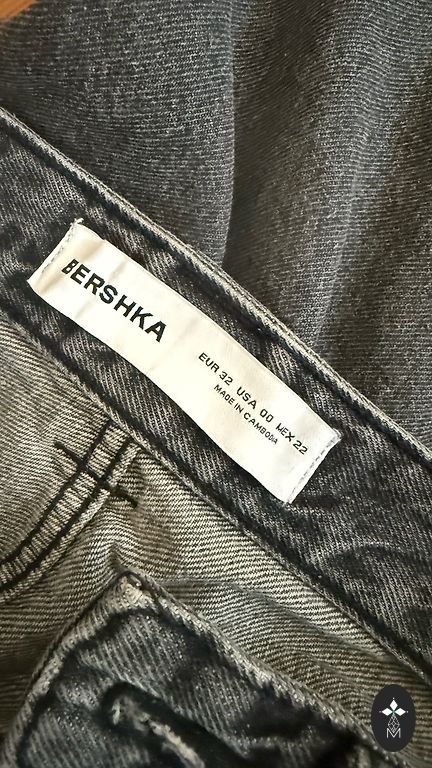 BERSHKA
EUR 32 USA 00 MEX 22
MADE IN CAMBODIA
M